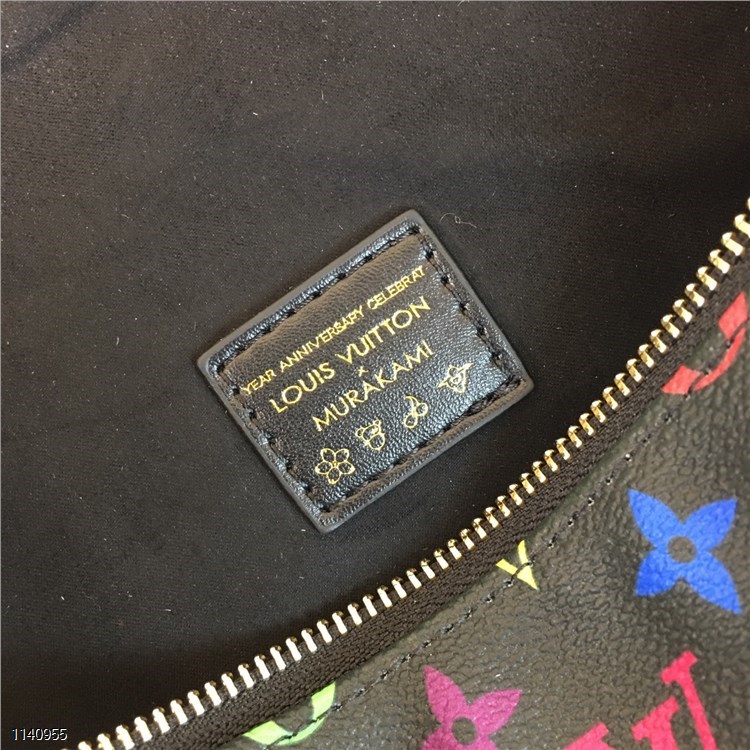 YEAR ANNIVERSARY CELEBRAT
LOUIS VUITTON
×
MURAKAMI
1140955